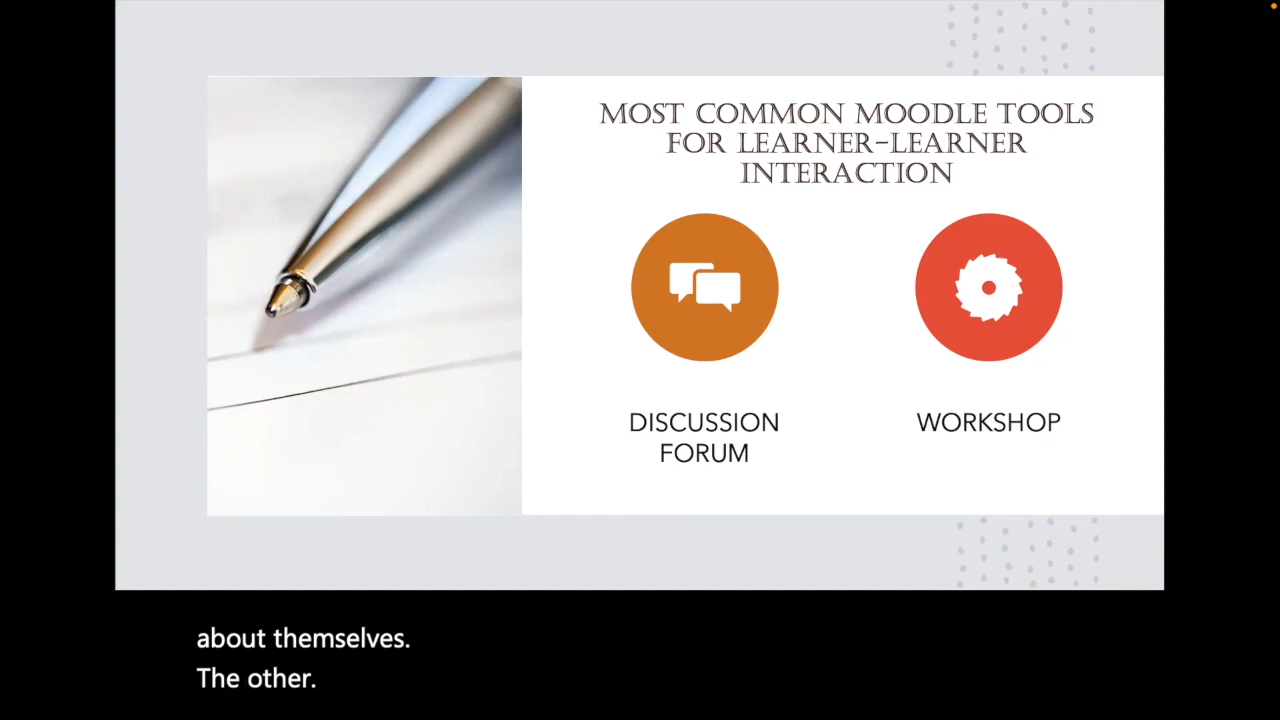 MOST COMMON MOODLE TOOLS
FOR LEARNER-LEARNER
INTERACTION
DISCUSSION
FORUM
WORKSHOP
about themselves.
The other.